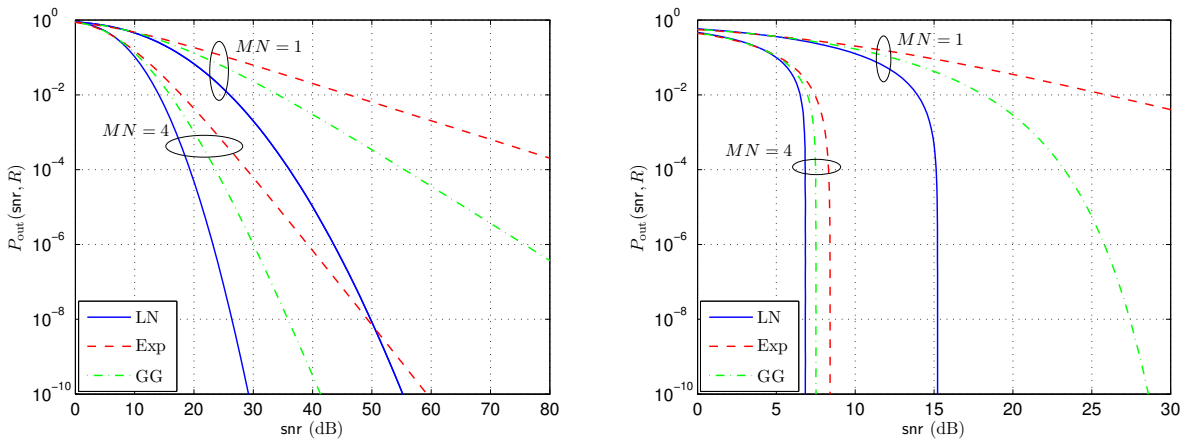 10^0
10^-2
10^-4
10^-6
10^-8
10^-10
P_out(snr, R)
MN = 1
MN = 4
LN
Exp
GG
0 10 20 30 40 50 60 70 80
snr (dB)
10^0
10^-2
10^-4
10^-6
10^-8
10^-10
P_out(snr, R)
MN = 1
MN = 4
LN
Exp
GG
0 5 10 15 20 25 30
snr (dB)